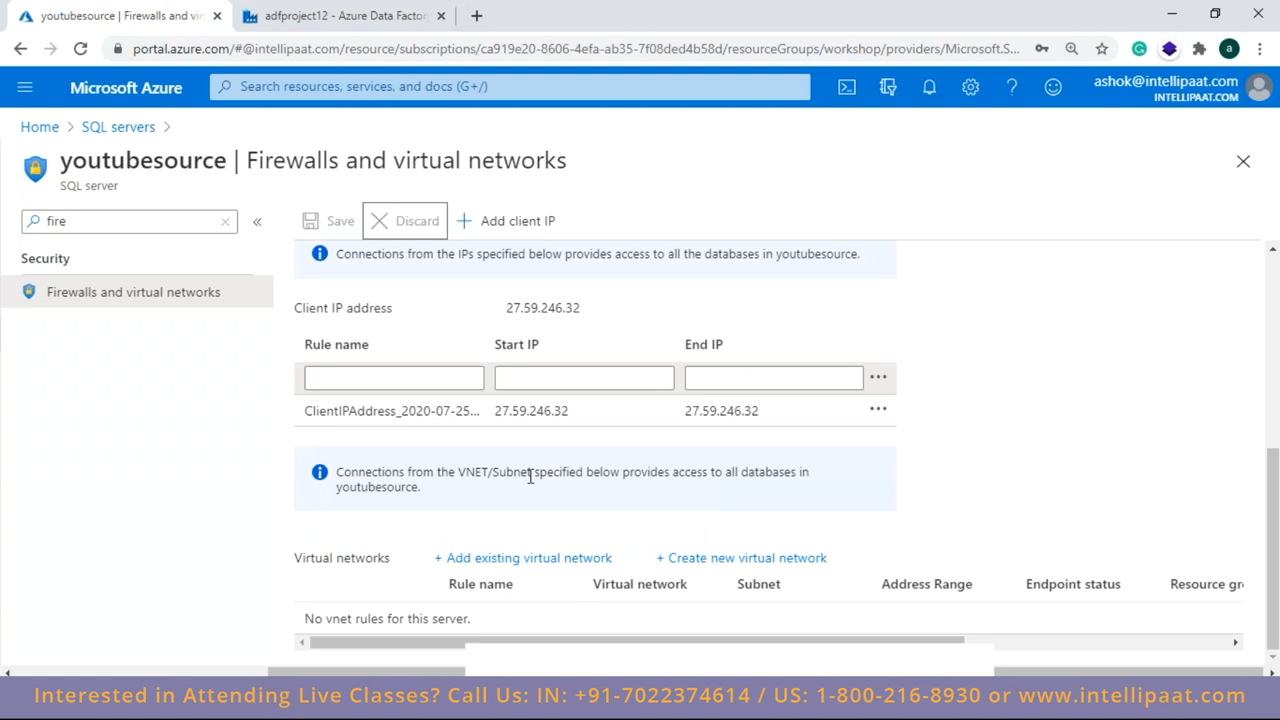 youtubesource | Firewalls and vir
adfproject12 - Azure Data Factor
portal.azure.com/#@intellipaat.com/resource/subscriptions/ca919e20-8606-4efa-ab35-7f08ded4b58d/resourceGroups/workshop/providers/Microsoft.S...
a
Microsoft Azure
Search resources, services, and docs (G+/)
ashok@intellipaat.com
INTELLIPAAT.COM
Home > SQL servers >
youtubesource | Firewalls and virtual networks
SQL server
fire
Save
Discard
Add client IP
Security
Firewalls and virtual networks
Connections from the IPs specified below provides access to all the databases in youtubesource.
Client IP address 27.59.246.32
Rule name Start IP End IP
ClientIPAddress_2020-07-25... 27.59.246.32 27.59.246.32
Connections from the VNET/Subnet specified below provides access to all databases in
youtubesource.
Virtual networks + Add existing virtual network + Create new virtual network
Rule name Virtual network Subnet Address Range Endpoint status Resource gr
No vnet rules for this server.
Interested in Attending Live Classes? Call Us: IN: +91-7022374614 / US: 1-800-216-8930 or www.intellipaat.com